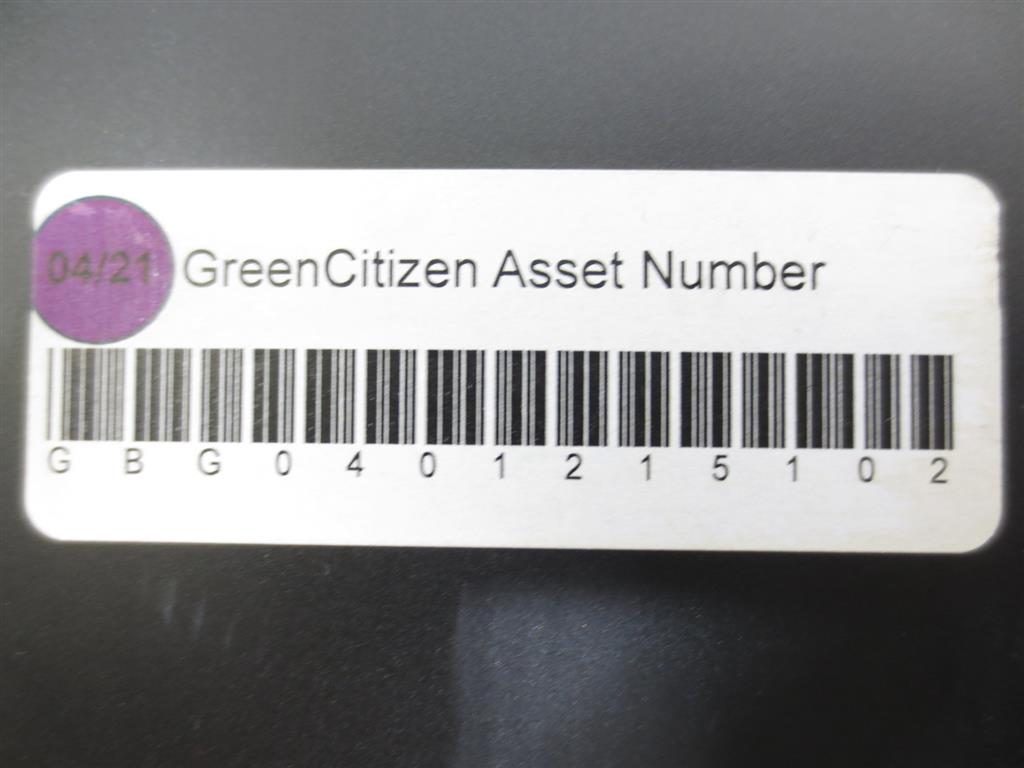 04/21 GreenCitizen Asset Number
G B G 0 4 0 1 2 1 5 1 0 2